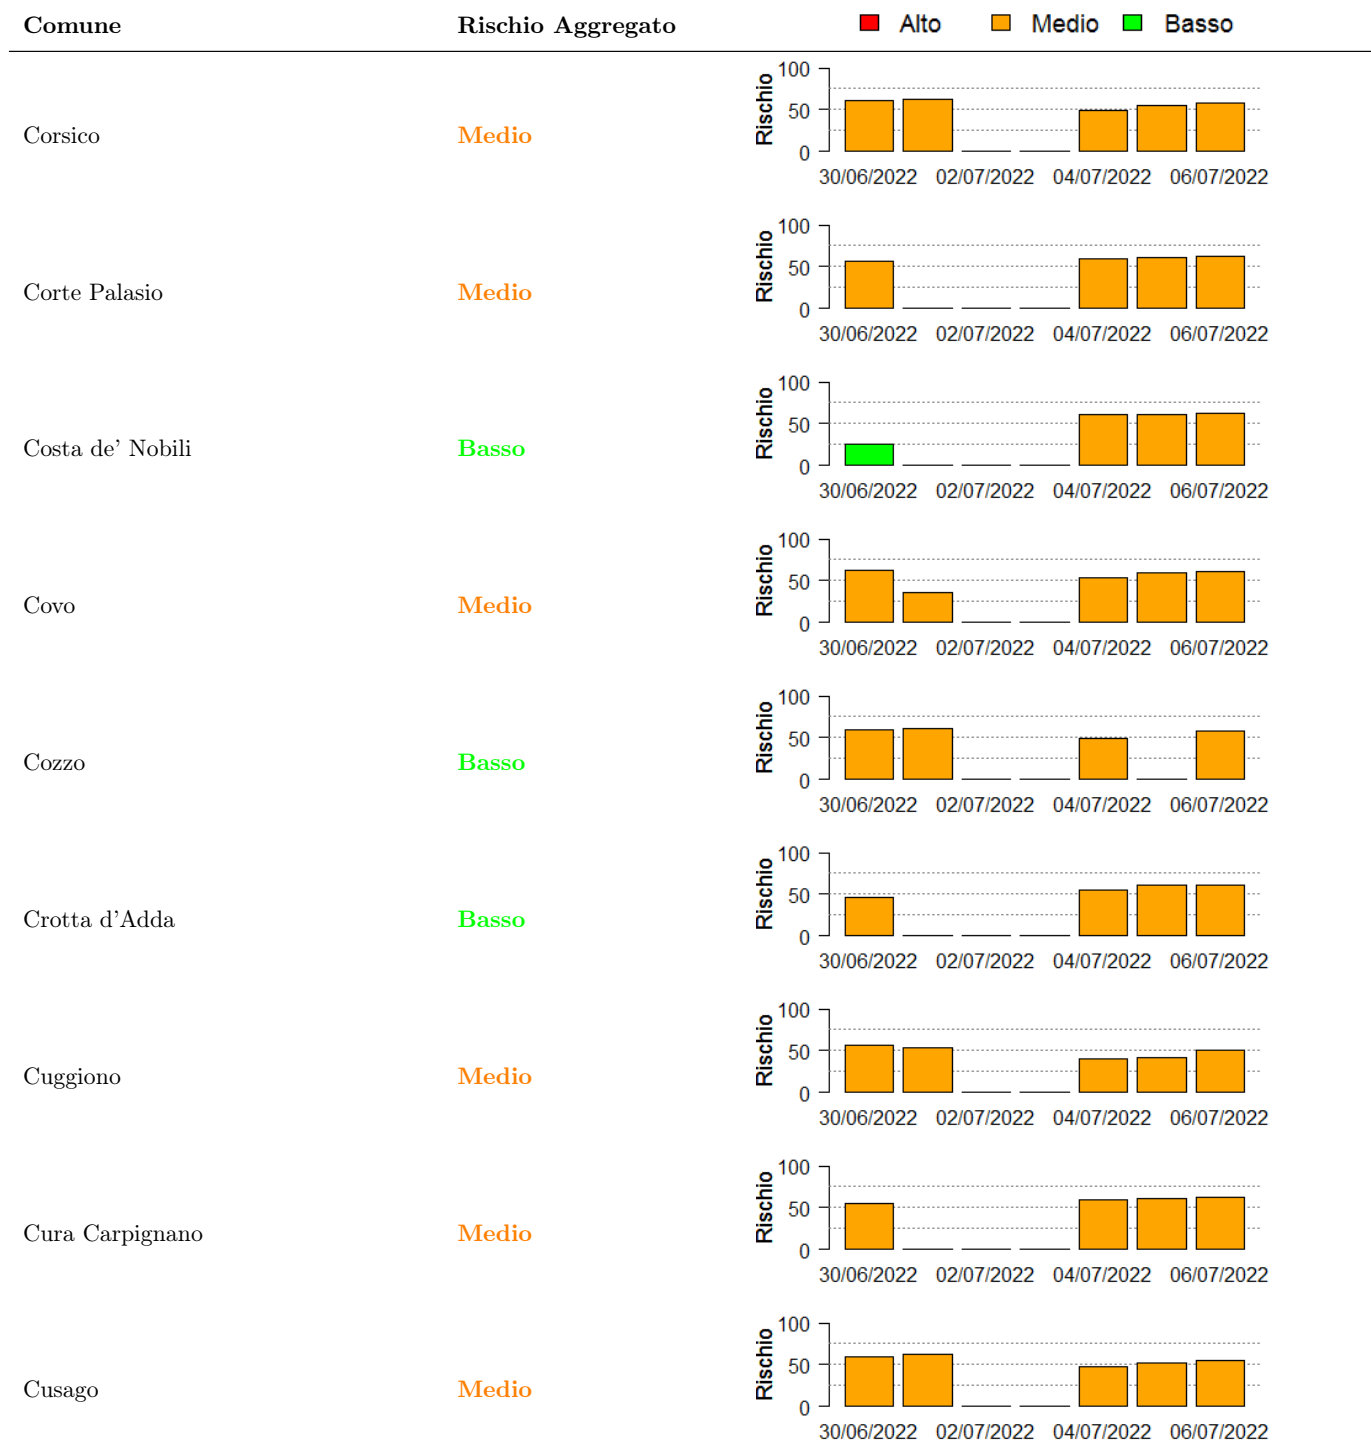 Comune Rischio Aggregato Alto Medio Basso
Corsico Medio
Rischio
100
50
0
30/06/2022 02/07/2022 04/07/2022 06/07/2022
Corte Palasio Medio
Rischio
100
50
0
30/06/2022 02/07/2022 04/07/2022 06/07/2022
Costa de' Nobili Basso
Rischio
100
50
0
30/06/2022 02/07/2022 04/07/2022 06/07/2022
Covo Medio
Rischio
100
50
0
30/06/2022 02/07/2022 04/07/2022 06/07/2022
Cozzo Basso
Rischio
100
50
0
30/06/2022 02/07/2022 04/07/2022 06/07/2022
Crotta d'Adda Basso
Rischio
100
50
0
30/06/2022 02/07/2022 04/07/2022 06/07/2022
Cuggiono Medio
Rischio
100
50
0
30/06/2022 02/07/2022 04/07/2022 06/07/2022
Cura Carpignano Medio
Rischio
100
50
0
30/06/2022 02/07/2022 04/07/2022 06/07/2022
Cusago Medio
Rischio
100
50
0
30/06/2022 02/07/2022 04/07/2022 06/07/2022